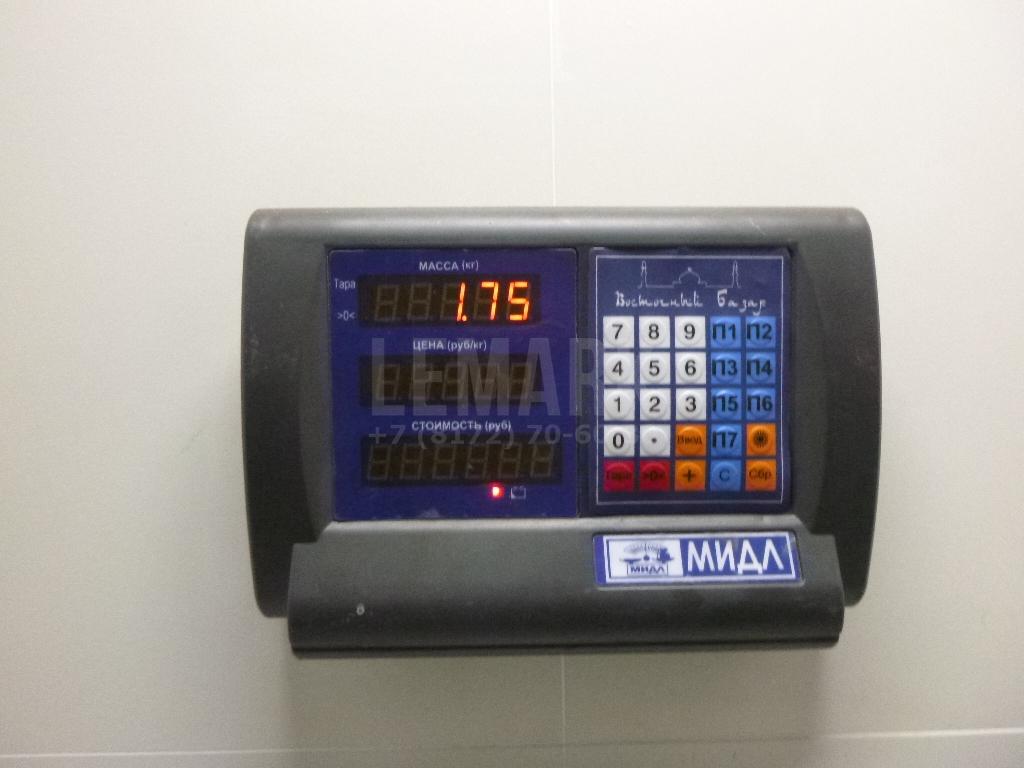 МАССА (кг)
Тара
1.75
>0<
ЦЕНА (руб/кг)
СТОИМОСТЬ (руб)
Восточный Базар
7 8 9 П1 П2
4 5 6 П3 П4
1 2 3 П5 П6
0 . Ввод П7
Тара >0< + С Сбр
LEMAR
+7 (8172) 70-60
МИДЛ
МИДЛ